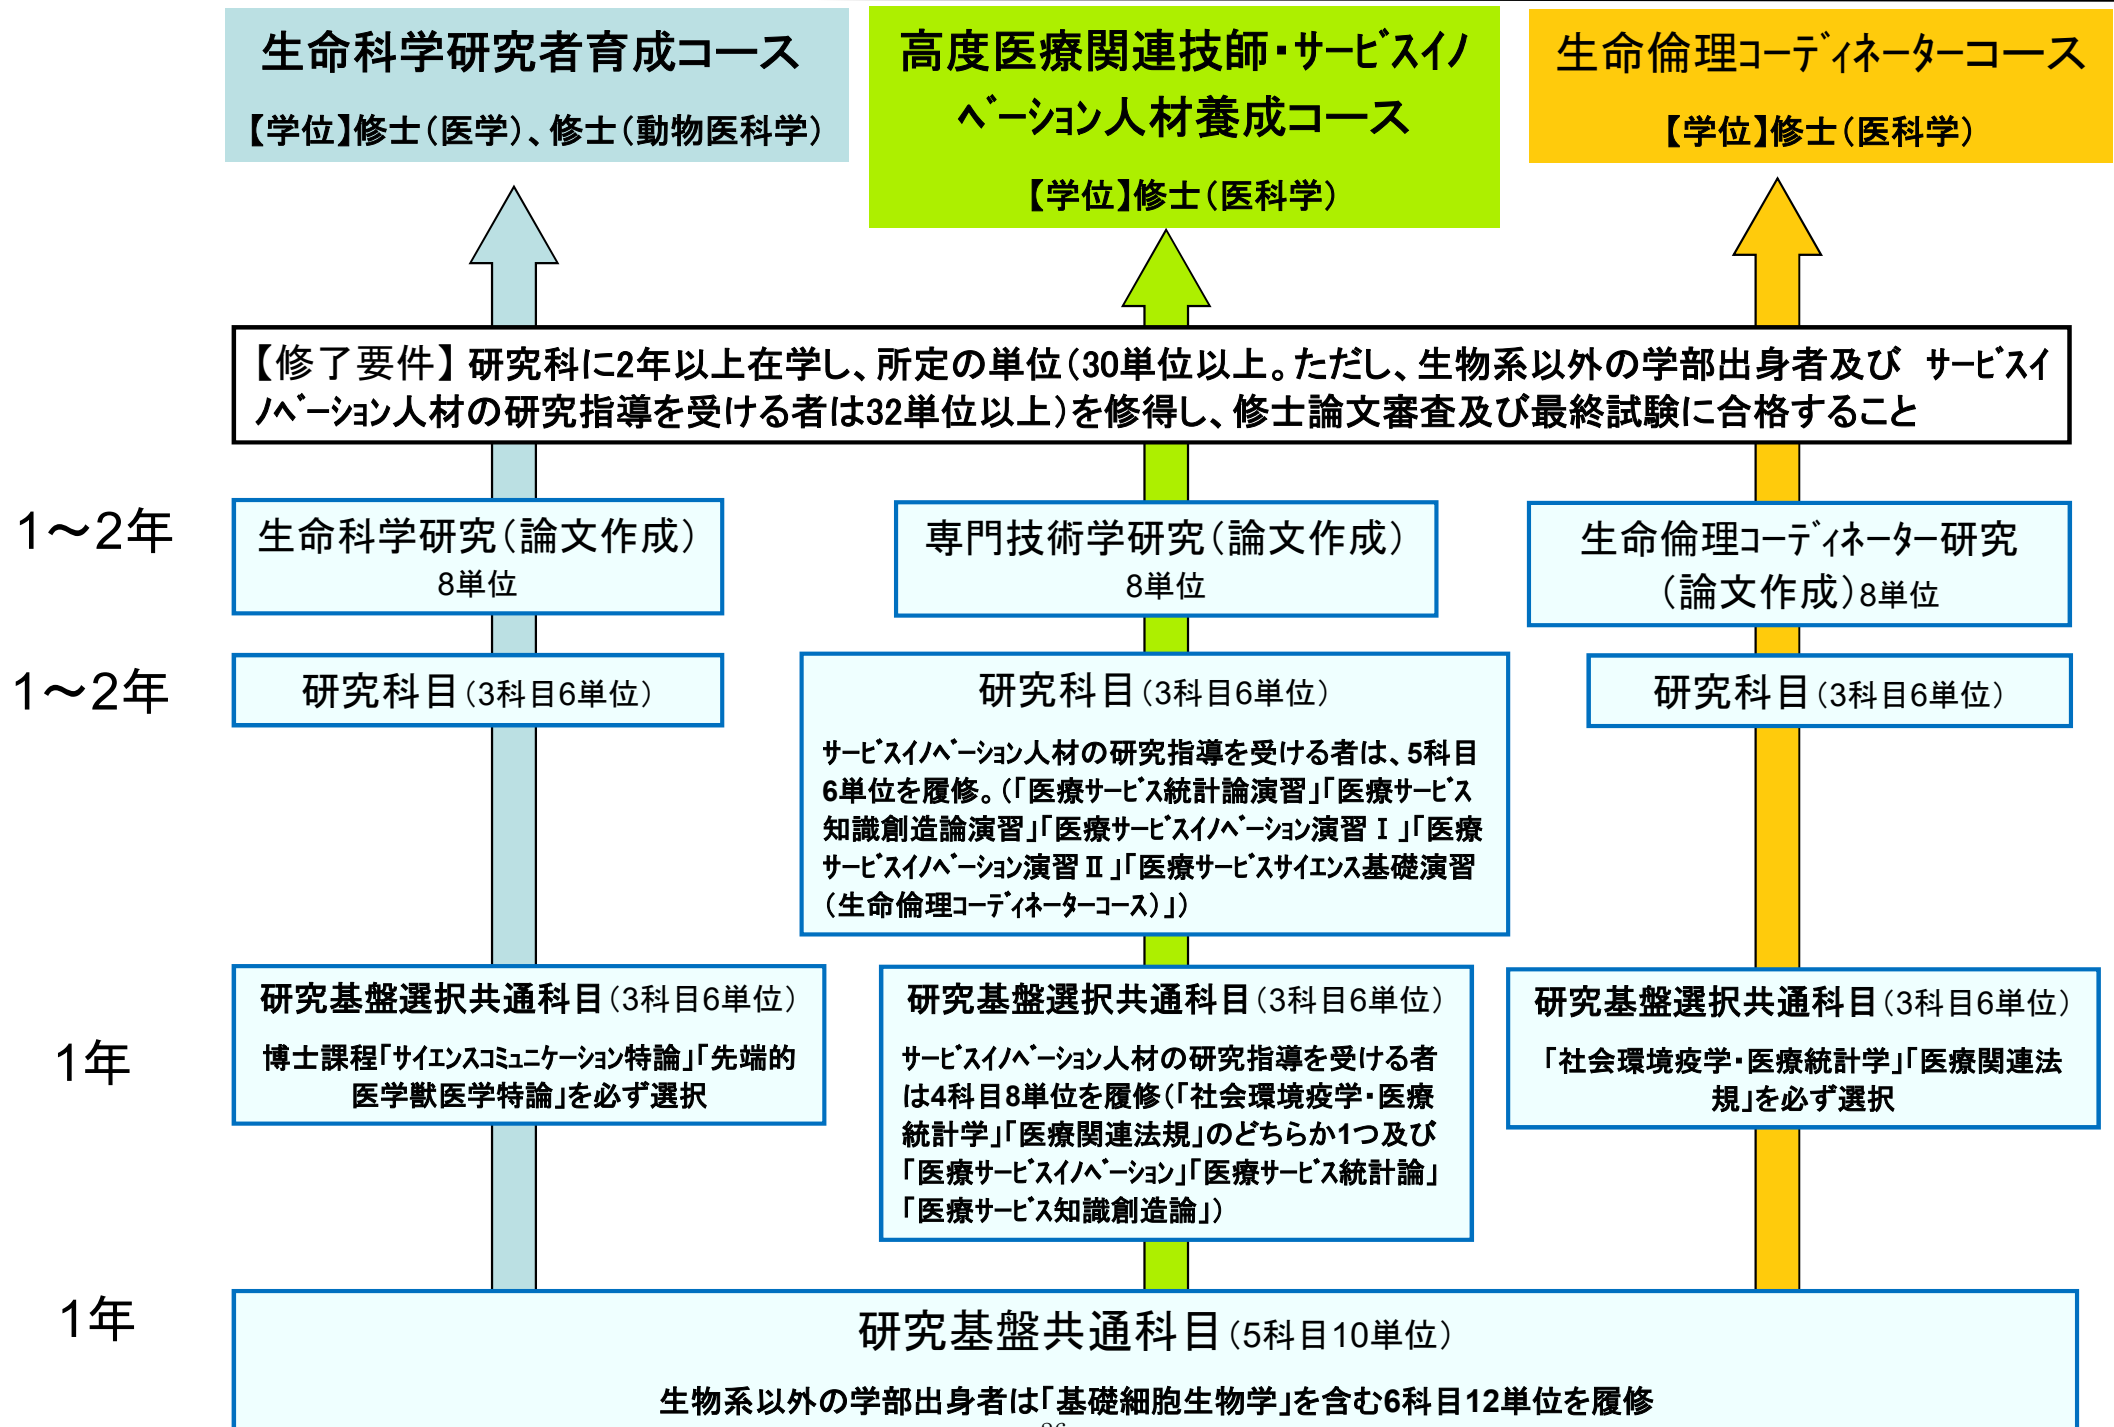 生命科学研究者育成コース
【学位】修士(医学)、修士(動物医科学)
高度医療関連技師・サービスイノ
ベーション人材養成コース
【学位】修士(医科学)
生命倫理コーディネーターコース
【学位】修士(医科学)
【修了要件】研究科に2年以上在学し、所定の単位(30単位以上。ただし、生物系以外の学部出身者及び サービスイ
ノベーション人材の研究指導を受ける者は32単位以上)を修得し、修士論文審査及び最終試験に合格すること
1～2年
生命科学研究(論文作成)
8単位
専門技術学研究(論文作成)
8単位
生命倫理コーディネーター研究
(論文作成)8単位
1～2年
研究科目(3科目6単位)
研究科目(3科目6単位)
サービスイノベーション人材の研究指導を受ける者は、5科目
6単位を履修。(「医療サービス統計論演習」「医療サービス
知識創造論演習」「医療サービスイノベーション演習Ⅰ」「医療
サービスイノベーション演習Ⅱ」「医療サービスサイエンス基礎演習
(生命倫理コーディネーターコース)」)
研究科目(3科目6単位)
1年
研究基盤選択共通科目(3科目6単位)
博士課程「サイエンスコミュニケーション特論」「先端的
医学獣医学特論」を必ず選択
研究基盤選択共通科目(3科目6単位)
サービスイノベーション人材の研究指導を受ける者
は4科目8単位を履修(「社会環境疫学・医療
統計学」「医療関連法規」のどちらか1つ及び
「医療サービスイノベーション」「医療サービス統計論」
「医療サービス知識創造論」)
研究基盤選択共通科目(3科目6単位)
「社会環境疫学・医療統計学」「医療関連法
規」を必ず選択
1年
研究基盤共通科目(5科目10単位)
生物系以外の学部出身者は「基礎細胞生物学」を含む6科目12単位を履修